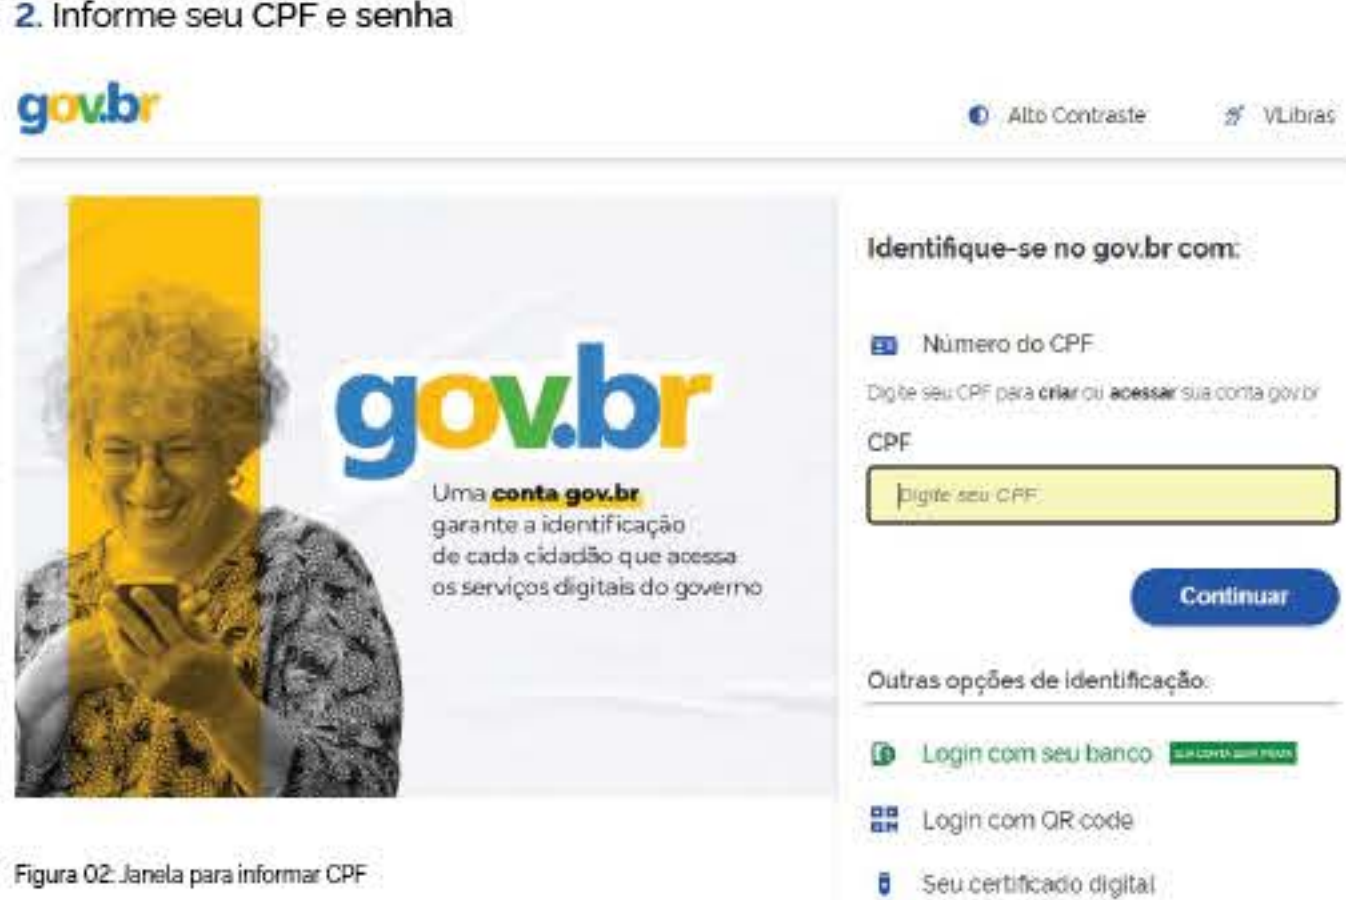 2. Informe seu CPF e senha
gov.br
Alto Contraste
VLibras
gov.br
Uma conta gov.br
garante a identificação
de cada cidadão que acessa
os serviços digitais do governo
Identifique-se no gov.br com:
Número do CPF
Digite seu CPF para criar ou acessar sua conta gov.br
CPF
Digite seu CPF
Continuar
Outras opções de identificação:
Login com seu banco
Login com QR code
Seu certificado digital
Figura 02: Janela para informar CPF